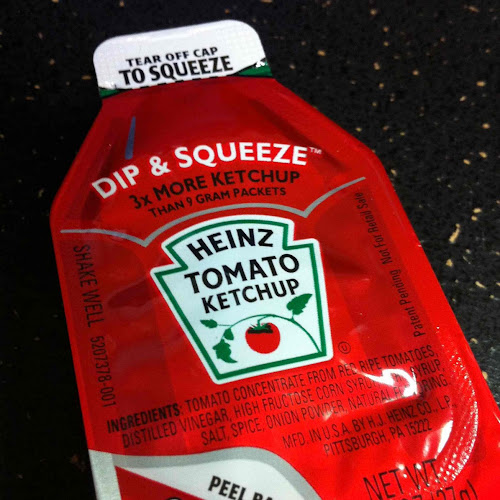 TEAR OFF CAP
TO SQUEEZE
DIP & SQUEEZE™
3x MORE KETCHUP
THAN 9 GRAM PACKETS
HEINZ
TOMATO
KETCHUP
SHAKE WELL 5207378-001
Patent Pending Not For Retail Sale
INGREDIENTS: TOMATO CONCENTRATE FROM RED RIPE TOMATOES,
DISTILLED VINEGAR, HIGH FRUCTOSE CORN SYRUP, SYRUP,
SALT, SPICE, ONION POWDER, NATURAL
MFD. IN U.S.A. BY H.J. HEINZ CO., L.P.
PITTSBURGH, PA 15222
PEEL
NET WT.